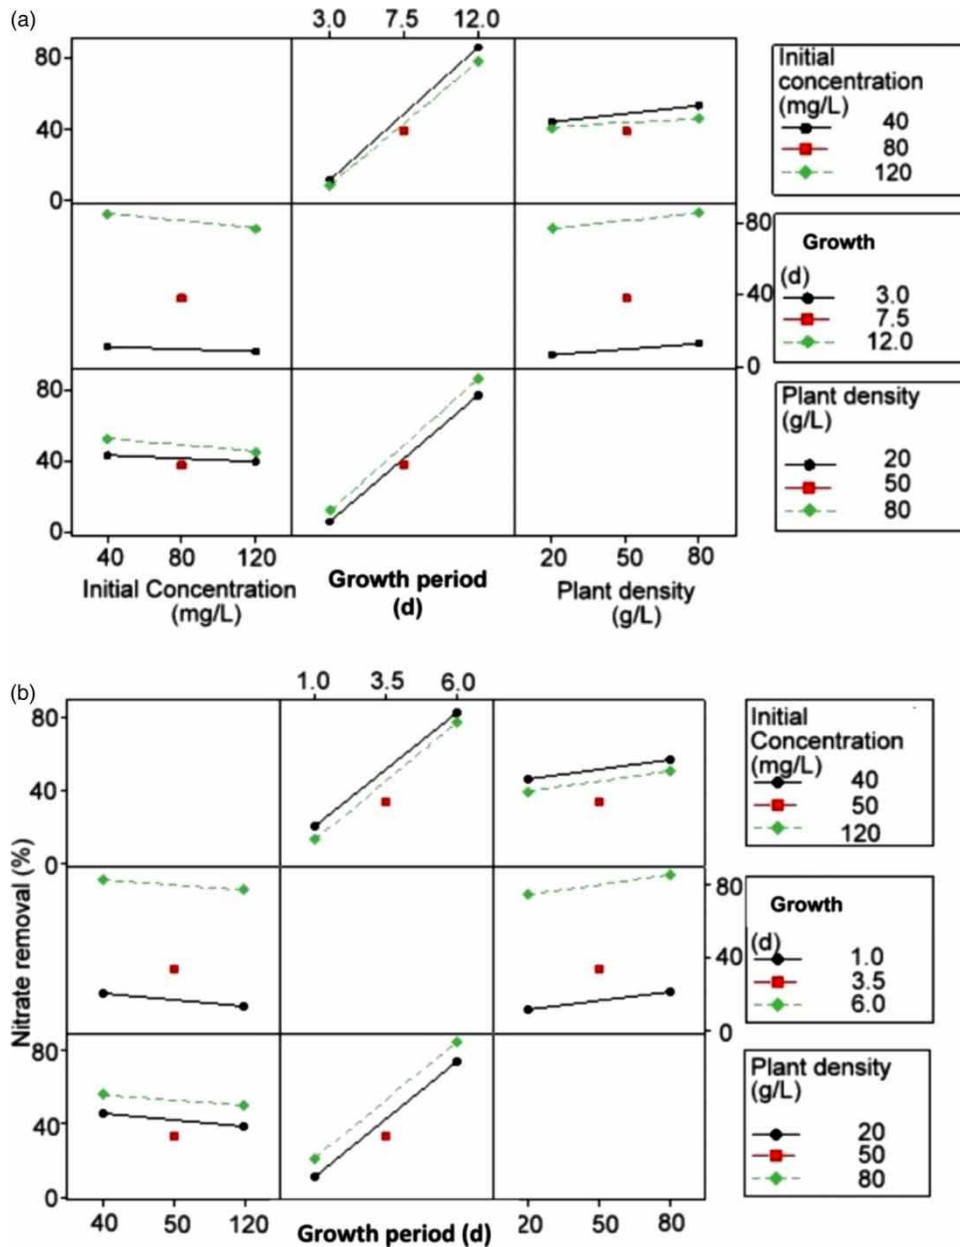 (a)
3.0 7.5 12.0
80
40
0
Initial
concentration
(mg/L)
40
80
120
80
40
0
Growth
(d)
3.0
7.5
12.0
80
40
0
Plant density
(g/L)
20
50
80
40 80 120
20 50 80
Initial Concentration
(mg/L)
Growth period
(d)
Plant density
(g/L)
(b)
1.0 3.5 6.0
Nitrate removal (%)
80
40
0
Initial
Concentration
(mg/L)
40
50
120
80
40
0
Growth
(d)
1.0
3.5
6.0
80
40
0
Plant density
(g/L)
20
50
80
40 50 120
20 50 80
Growth period (d)